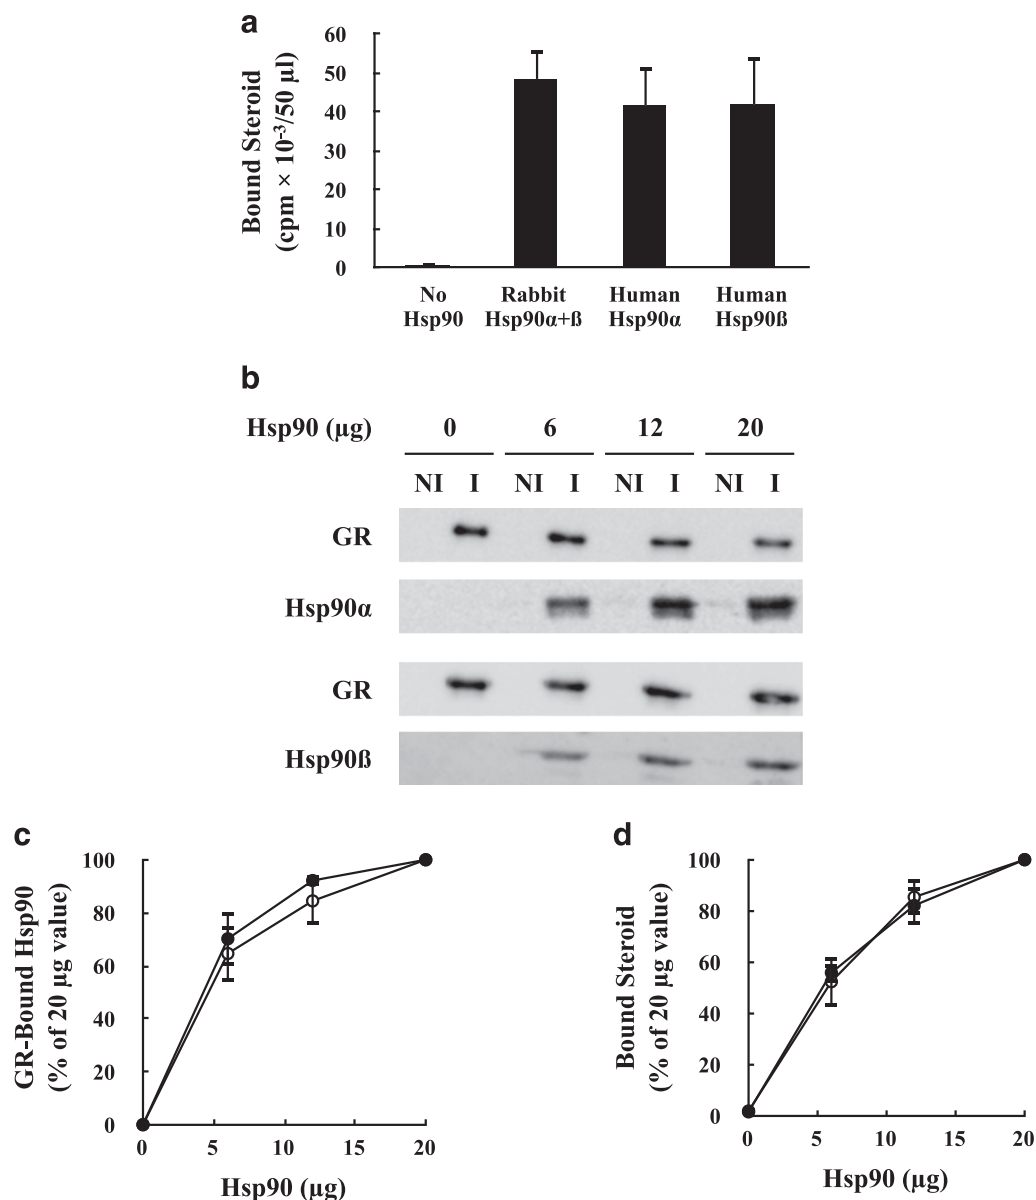 a
Bound Steroid
(cpm × 10⁻³/50 µl)
60
50
40
30
20
10
0
No
Hsp90
Rabbit
Hsp90α+ß
Human
Hsp90α
Human
Hsp90ß
b
Hsp90 (µg) 0 6 12 20
NI I NI I NI I NI I
GR
Hsp90α
GR
Hsp90ß
c
GR-Bound Hsp90
(% of 20 µg value)
100
80
60
40
20
0
0 5 10 15 20
Hsp90 (µg)
d
Bound Steroid
(% of 20 µg value)
100
80
60
40
20
0
0 5 10 15 20
Hsp90 (µg)